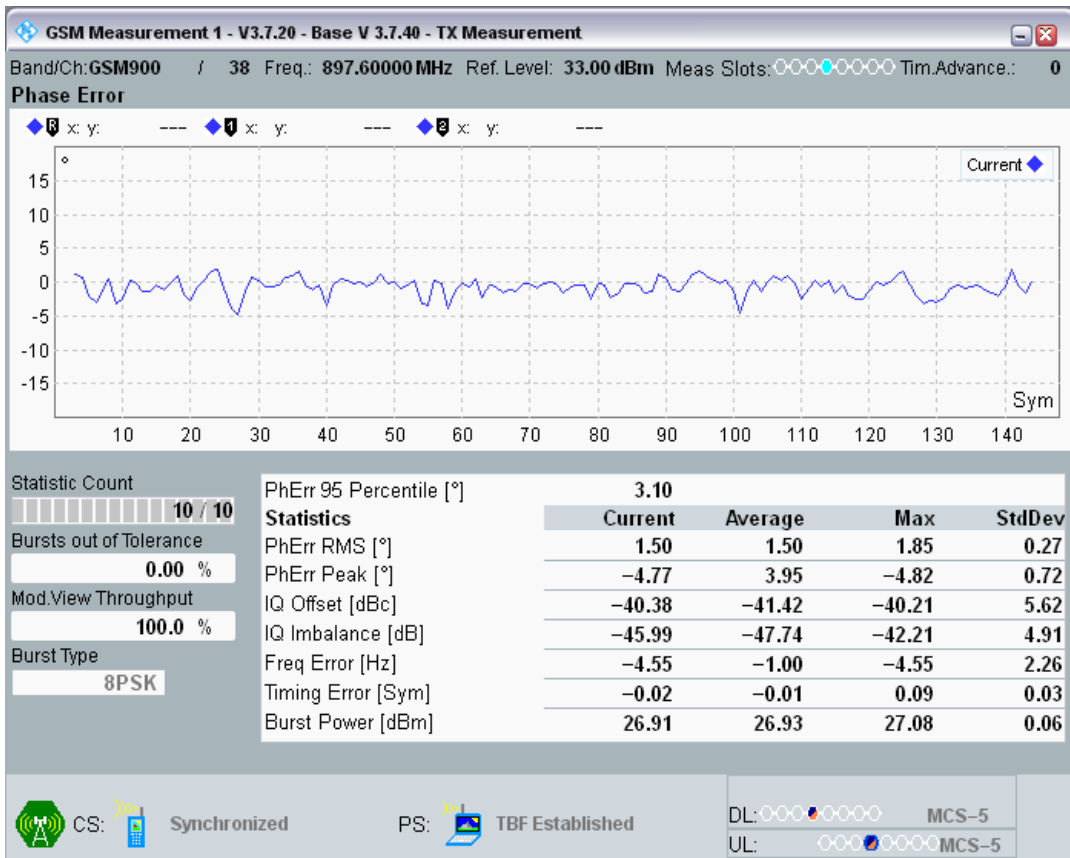 GSM Measurement 1 - V3.7.20 - Base V 3.7.40 - TX Measurement
Band/Ch:GSM900 / 38 Freq.: 897.60000 MHz Ref. Level: 33.00 dBm Meas Slots: Tim.Advance.: 0
Phase Error
R x: y: --- 1 x: y: --- 2 x: y: ---
° Current
15
10
5
0
-5
-10
-15
Sym
10 20 30 40 50 60 70 80 90 100 110 120 130 140
Statistic Count
10 / 10
Bursts out of Tolerance
0.00 %
Mod.View Throughput
100.0 %
Burst Type
8PSK
PhErr 95 Percentile [°] 3.10
Statistics Current Average Max StdDev
PhErr RMS [°] 1.50 1.50 1.85 0.27
PhErr Peak [°] −4.77 3.95 −4.82 0.72
IQ Offset [dBc] −40.38 −41.42 −40.21 5.62
IQ Imbalance [dB] −45.99 −47.74 −42.21 4.91
Freq Error [Hz] −4.55 −1.00 −4.55 2.26
Timing Error [Sym] −0.02 −0.01 0.09 0.03
Burst Power [dBm] 26.91 26.93 27.08 0.06
CS: Synchronized PS: TBF Established
DL: MCS−5
UL: MCS−5